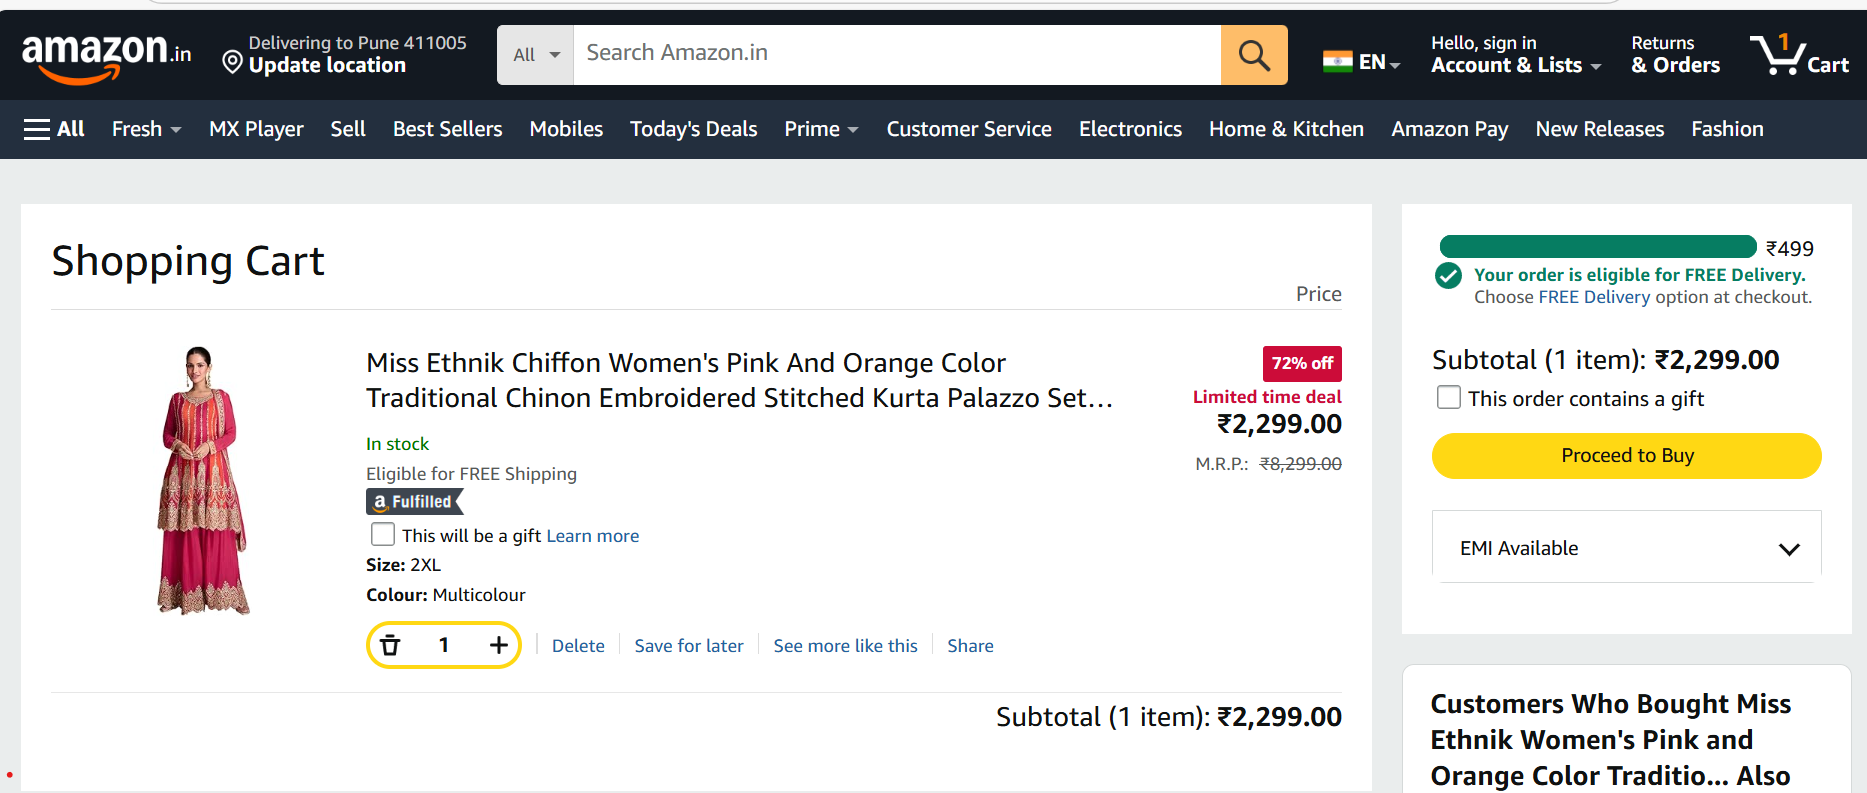 amazon.in
Delivering to Pune 411005
Update location
All
Search Amazon.in
EN
Hello, sign in
Account & Lists
Returns
& Orders
1
Cart
All
Fresh
MX Player
Sell
Best Sellers
Mobiles
Today's Deals
Prime
Customer Service
Electronics
Home & Kitchen
Amazon Pay
New Releases
Fashion
Shopping Cart
Price
Miss Ethnik Chiffon Women's Pink And Orange Color
Traditional Chinon Embroidered Stitched Kurta Palazzo Set...
72% off
Limited time deal
₹2,299.00
M.R.P.: ₹8,299.00
In stock
Eligible for FREE Shipping
a Fulfilled
This will be a gift Learn more
Size: 2XL
Colour: Multicolour
1
Delete
Save for later
See more like this
Share
Subtotal (1 item): ₹2,299.00
₹499
Your order is eligible for FREE Delivery.
Choose FREE Delivery option at checkout.
Subtotal (1 item): ₹2,299.00
This order contains a gift
Proceed to Buy
EMI Available
Customers Who Bought Miss
Ethnik Women's Pink and
Orange Color Traditio... Also